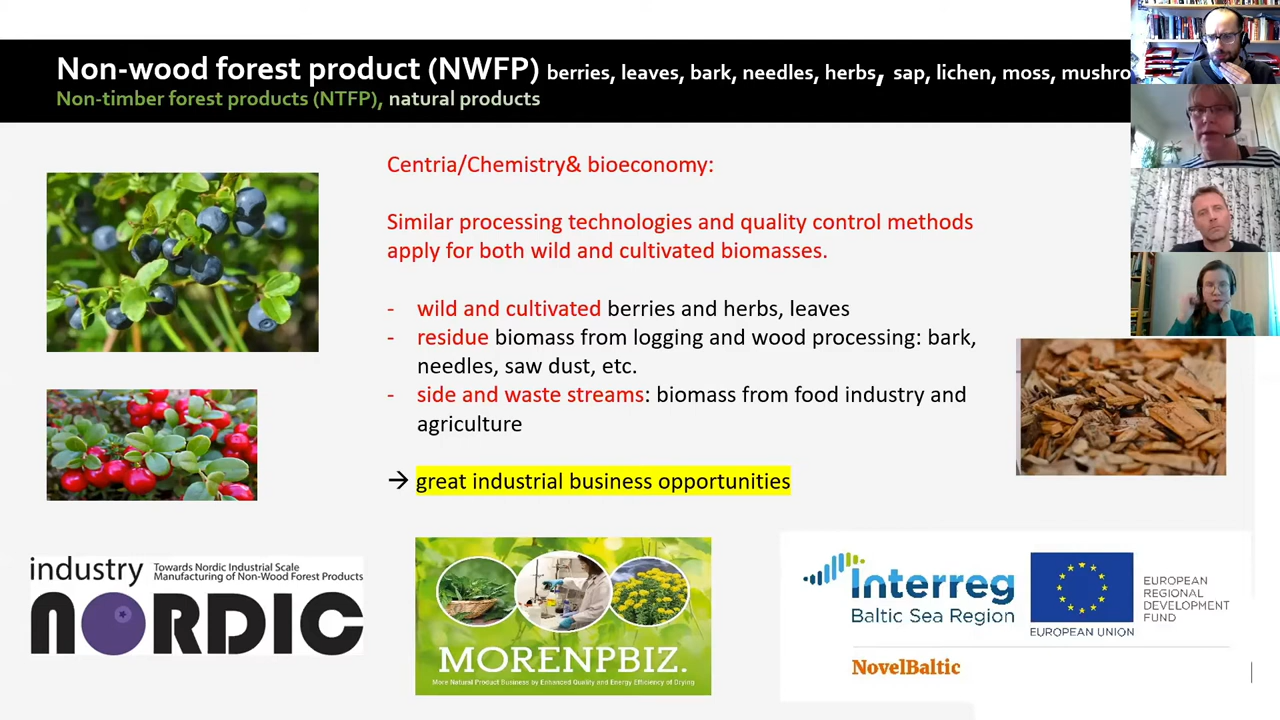 Non-wood forest product (NWFP) berries, leaves, bark, needles, herbs, sap, lichen, moss, mushro
Non-timber forest products (NTFP), natural products
Centria/Chemistry& bioeconomy:
Similar processing technologies and quality control methods
apply for both wild and cultivated biomasses.
- wild and cultivated berries and herbs, leaves
- residue biomass from logging and wood processing: bark,
needles, saw dust, etc.
- side and waste streams: biomass from food industry and
agriculture
→ great industrial business opportunities
industry Towards Nordic Industrial Scale
Manufacturing of Non-Wood Forest Products
NORDIC
MORENPBIZ.
More Natural Product Business by Enhanced Quality and Energy Efficiency of Drying
Interreg
Baltic Sea Region
EUROPEAN UNION
EUROPEAN
REGIONAL
DEVELOPMENT
FUND
NovelBaltic